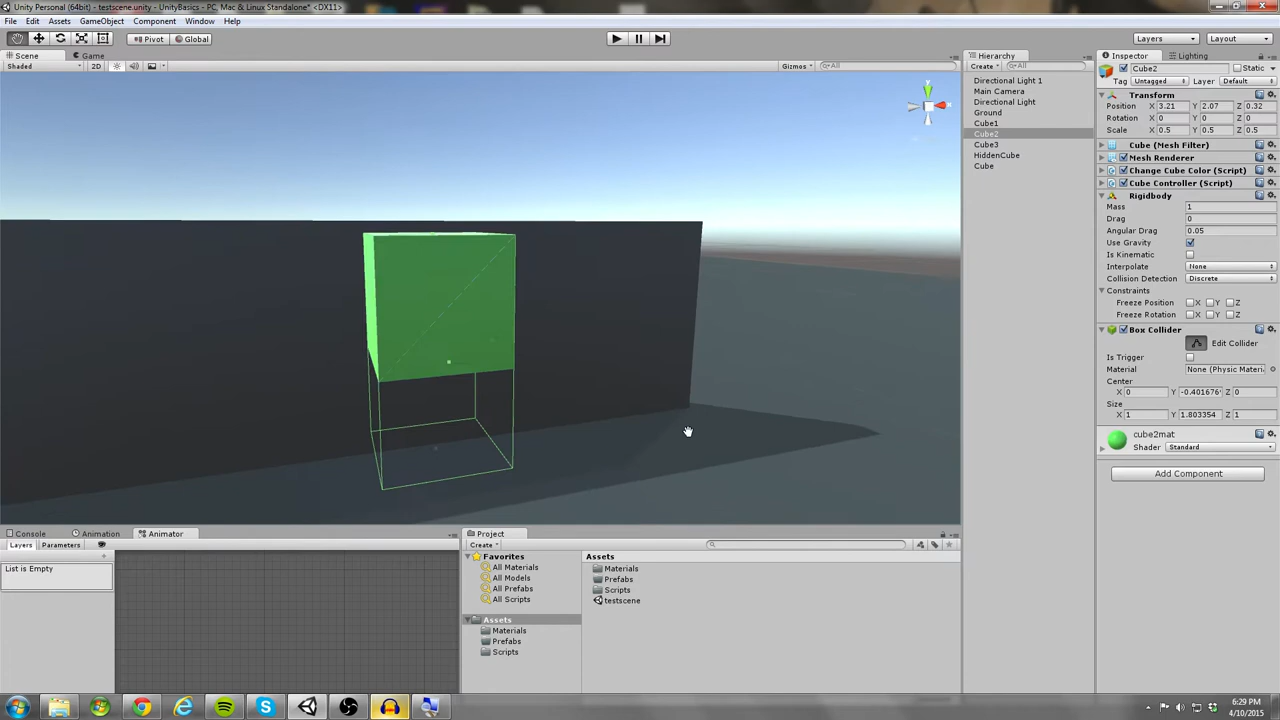 Unity Personal (64bit) - testscene.unity - UnityBasics - PC, Mac & Linux Standalone* <DX11>
File Edit Assets GameObject Component Window Help
Pivot Global Layers Layout
Scene Game
Shaded 2D Gizmos All
Hierarchy
Create All
Directional Light 1
Main Camera
Directional Light
Ground
Cube1
Cube2
Cube3
HiddenCube
Cube
Inspector Lighting
Cube2 Static
Tag Untagged Layer Default
Transform
Position X 3.21 Y 2.07 Z 0.32
Rotation X 0 Y 0 Z 0
Scale X 0.5 Y 0.5 Z 0.5
Cube (Mesh Filter)
Mesh Renderer
Change Cube Color (Script)
Cube Controller (Script)
Rigidbody
Mass 1
Drag 0
Angular Drag 0.05
Use Gravity
Is Kinematic
Interpolate None
Collision Detection Discrete
Constraints
Freeze Position X Y Z
Freeze Rotation X Y Z
Box Collider
Edit Collider
Is Trigger
Material None (Physic Materi
Center
X 0 Y -0.401676 Z 0
Size
X 1 Y 1.803354 Z 1
cube2mat
Shader Standard
Add Component
Console Animation Animator
Layers Parameters
List is Empty
Project
Create
Favorites
All Materials
All Models
All Prefabs
All Scripts
Assets
Materials
Prefabs
Scripts
Assets
Materials
Prefabs
Scripts
testscene
6:29 PM
4/10/2015